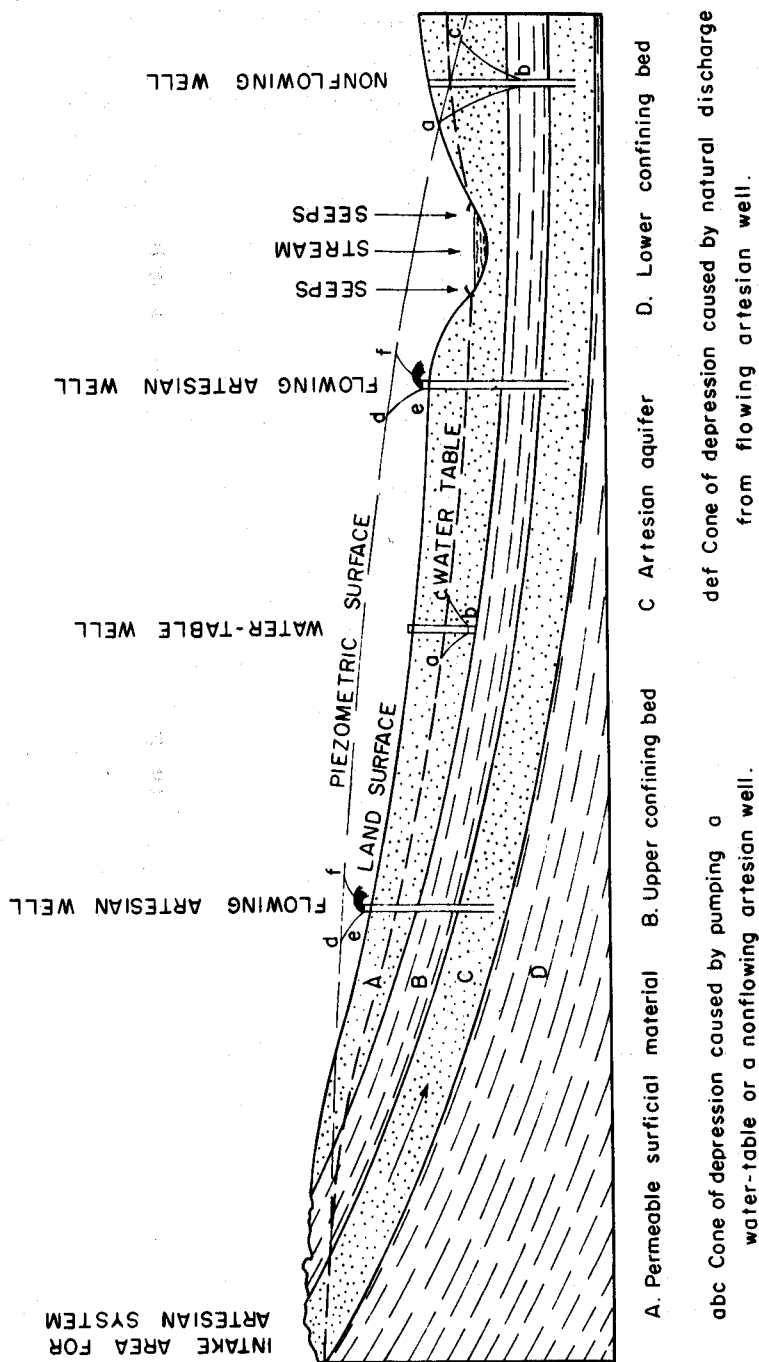 INTAKE AREA FOR
ARTESIAN SYSTEM
FLOWING ARTESIAN WELL
WATER-TABLE WELL
FLOWING ARTESIAN WELL
SEEPS
STREAM
SEEPS
NONFLOWING WELL
PIEZOMETRIC SURFACE
LAND SURFACE
WATER TABLE
d
f
e
a
c
b
d
f
e
a
c
b
A
B
C
D
A. Permeable surficial material
B. Upper confining bed
C Artesian aquifer
D. Lower confining bed
abc Cone of depression caused by pumping a
water-table or a nonflowing artesian well.
def Cone of depression caused by natural discharge
from flowing artesian well.